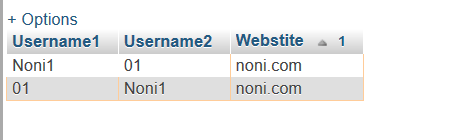 + Options
Username1 Username2 Webstite 1
Noni1 01 noni.com
01 Noni1 noni.com